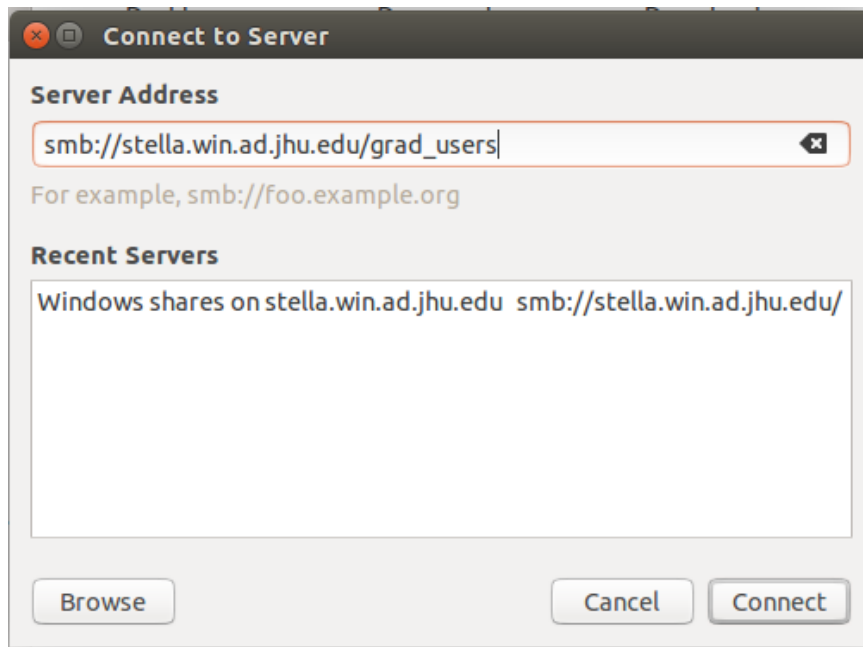 Connect to Server
Server Address
smb://stella.win.ad.jhu.edu/grad_users
For example, smb://foo.example.org
Recent Servers
Windows shares on stella.win.ad.jhu.edu smb://stella.win.ad.jhu.edu/
Browse Cancel Connect